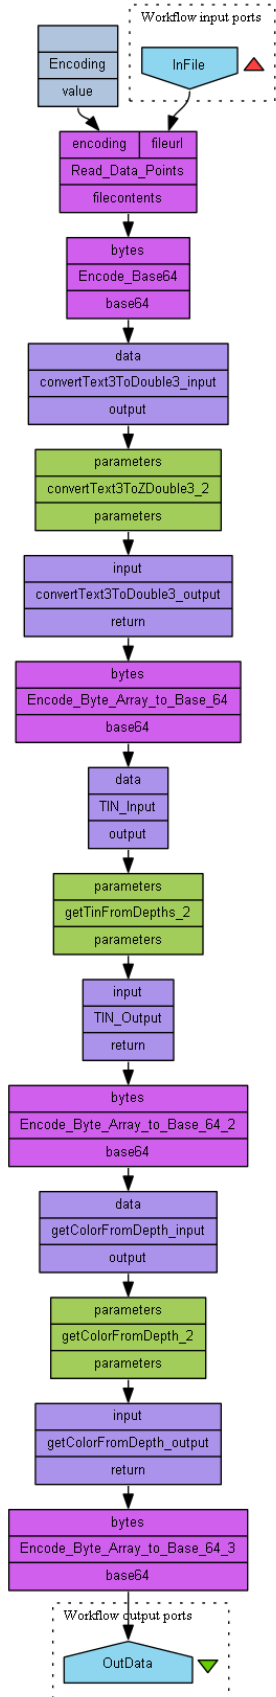 Workflow input ports
Encoding
value
InFile
encoding fileurl
Read_Data_Points
filecontents
bytes
Encode_Base64
base64
data
convertText3ToDouble3_input
output
parameters
convertText3ToZDouble3_2
parameters
input
convertText3ToDouble3_output
return
bytes
Encode_Byte_Array_to_Base_64
base64
data
TIN_Input
output
parameters
getTinFromDepths_2
parameters
input
TIN_Output
return
bytes
Encode_Byte_Array_to_Base_64_2
base64
data
getColorFromDepth_input
output
parameters
getColorFromDepth_2
parameters
input
getColorFromDepth_output
return
bytes
Encode_Byte_Array_to_Base_64_3
base64
Workflow output ports
OutData